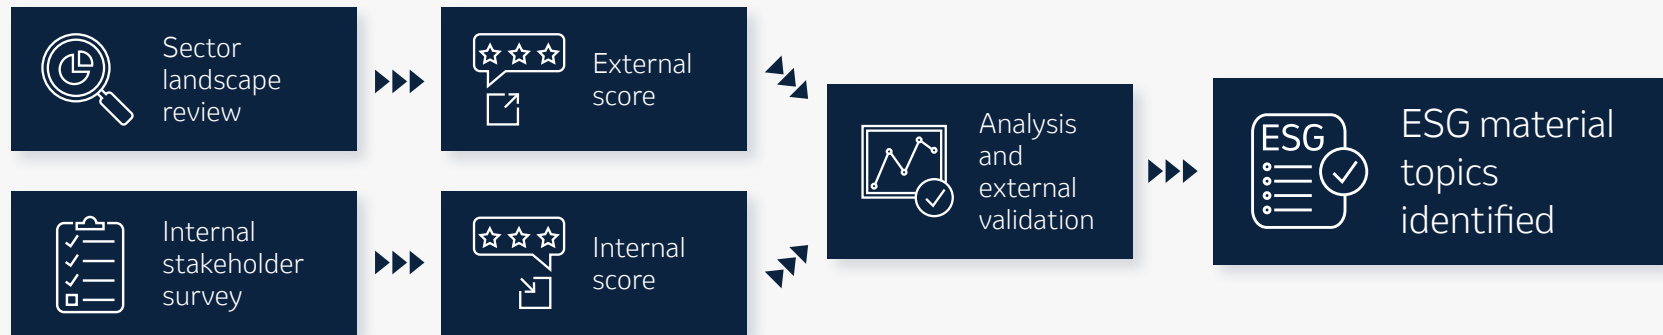 Sector
landscape
review
External
score
Internal
stakeholder
survey
Internal
score
Analysis
and
external
validation
ESG
ESG material
topics
identified